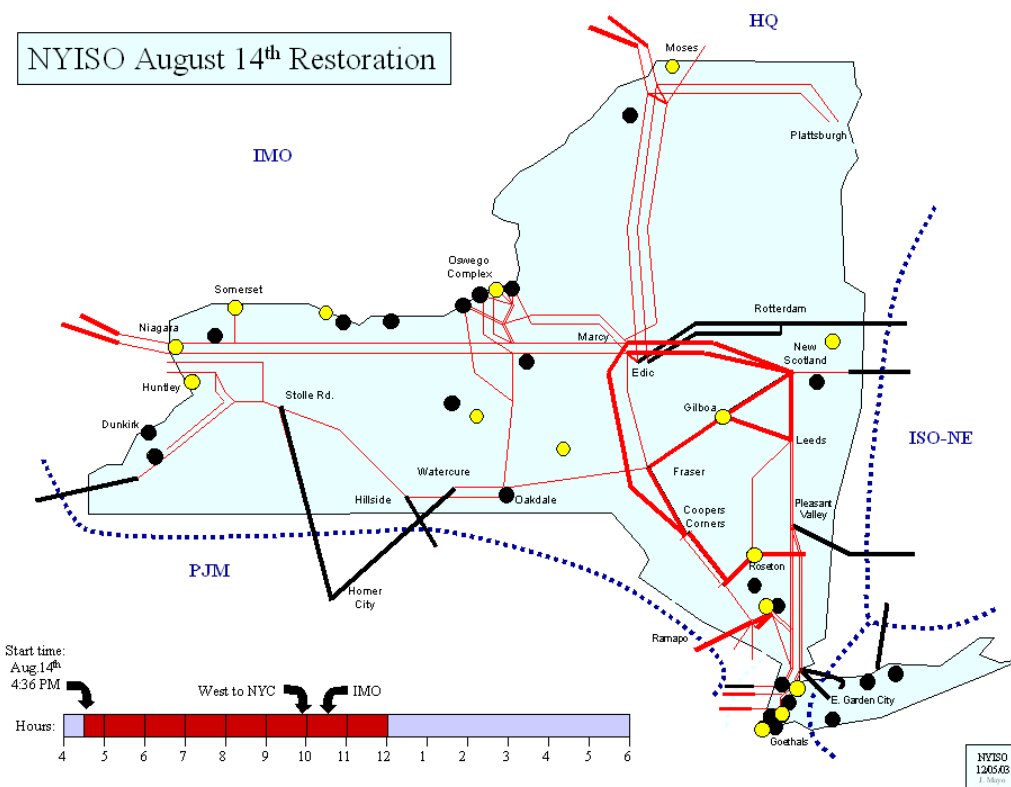 NYISO August 14th Restoration
HQ
Moses
Plattsburgh
IMO
Oswego
Complex
Somerset
Niagara
Marcy
Rotterdam
New
Scotland
Edic
Huntley
Stolle Rd.
Gilboa
Dunkirk
Leeds
ISO-NE
Watercure
Fraser
Hillside
Oakdale
Coopers
Corners
Pleasant
Valley
PJM
Homer
City
Roseton
Ramapo
Start time:
Aug.14th
4:36 PM
West to NYC
IMO
E. Garden City
Goethals
Hours:
4 5 6 7 8 9 10 11 12 1 2 3 4 5 6
NYISO
12/05/03
J. Mayo